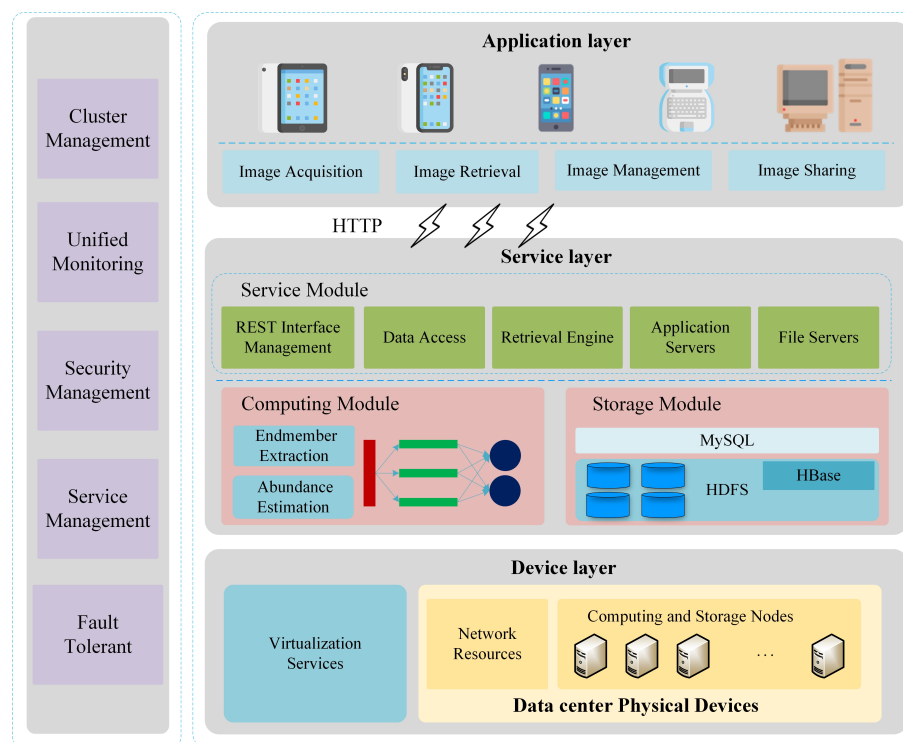 Cluster
Management
Unified
Monitoring
Security
Management
Service
Management
Fault
Tolerant
Application layer
Image Acquisition
Image Retrieval
Image Management
Image Sharing
HTTP
Service layer
Service Module
REST Interface
Management
Data Access
Retrieval Engine
Application
Servers
File Servers
Computing Module
Endmember
Extraction
Abundance
Estimation
Storage Module
MySQL
HDFS
HBase
Device layer
Virtualization
Services
Network
Resources
Computing and Storage Nodes
...
Data center Physical Devices